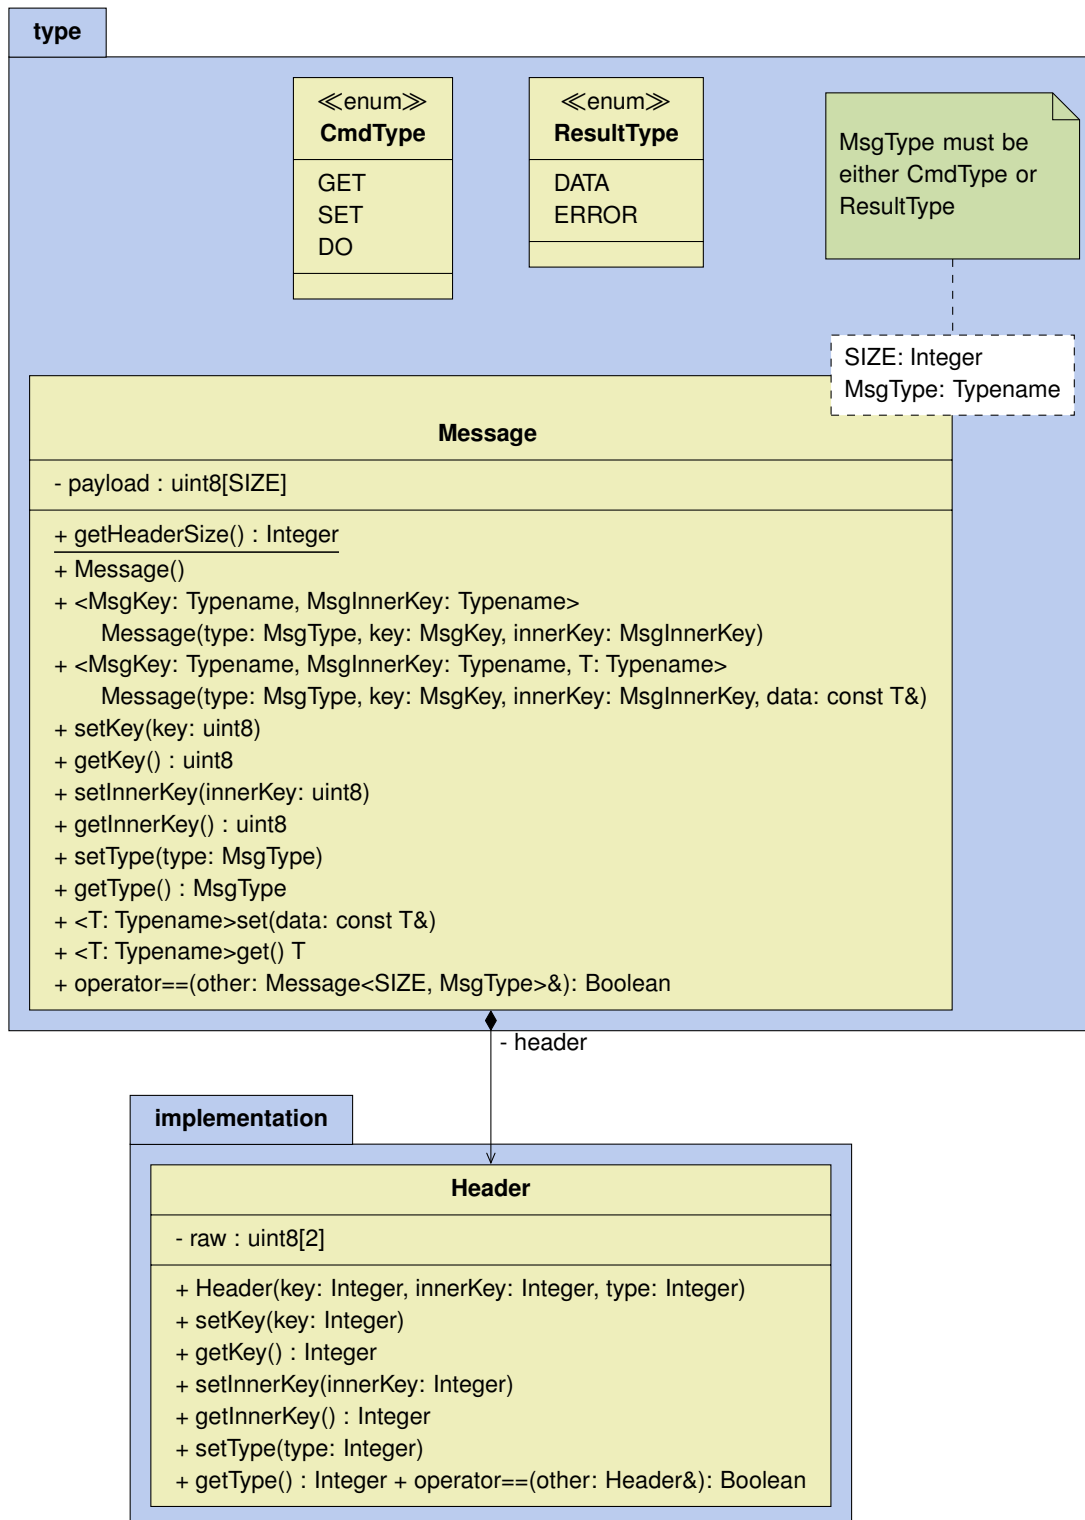 type
≪enum≫
CmdType
GET
SET
DO
≪enum≫
ResultType
DATA
ERROR
MsgType must be
either CmdType or
ResultType
SIZE: Integer
MsgType: Typename
Message
- payload : uint8[SIZE]
+ getHeaderSize() : Integer
+ Message()
+ <MsgKey: Typename, MsgInnerKey: Typename>
Message(type: MsgType, key: MsgKey, innerKey: MsgInnerKey)
+ <MsgKey: Typename, MsgInnerKey: Typename, T: Typename>
Message(type: MsgType, key: MsgKey, innerKey: MsgInnerKey, data: const T&)
+ setKey(key: uint8)
+ getKey() : uint8
+ setInnerKey(innerKey: uint8)
+ getInnerKey() : uint8
+ setType(type: MsgType)
+ getType() : MsgType
+ <T: Typename>set(data: const T&)
+ <T: Typename>get() T
+ operator==(other: Message<SIZE, MsgType>&): Boolean
- header
implementation
Header
- raw : uint8[2]
+ Header(key: Integer, innerKey: Integer, type: Integer)
+ setKey(key: Integer)
+ getKey() : Integer
+ setInnerKey(innerKey: Integer)
+ getInnerKey() : Integer
+ setType(type: Integer)
+ getType() : Integer + operator==(other: Header&): Boolean